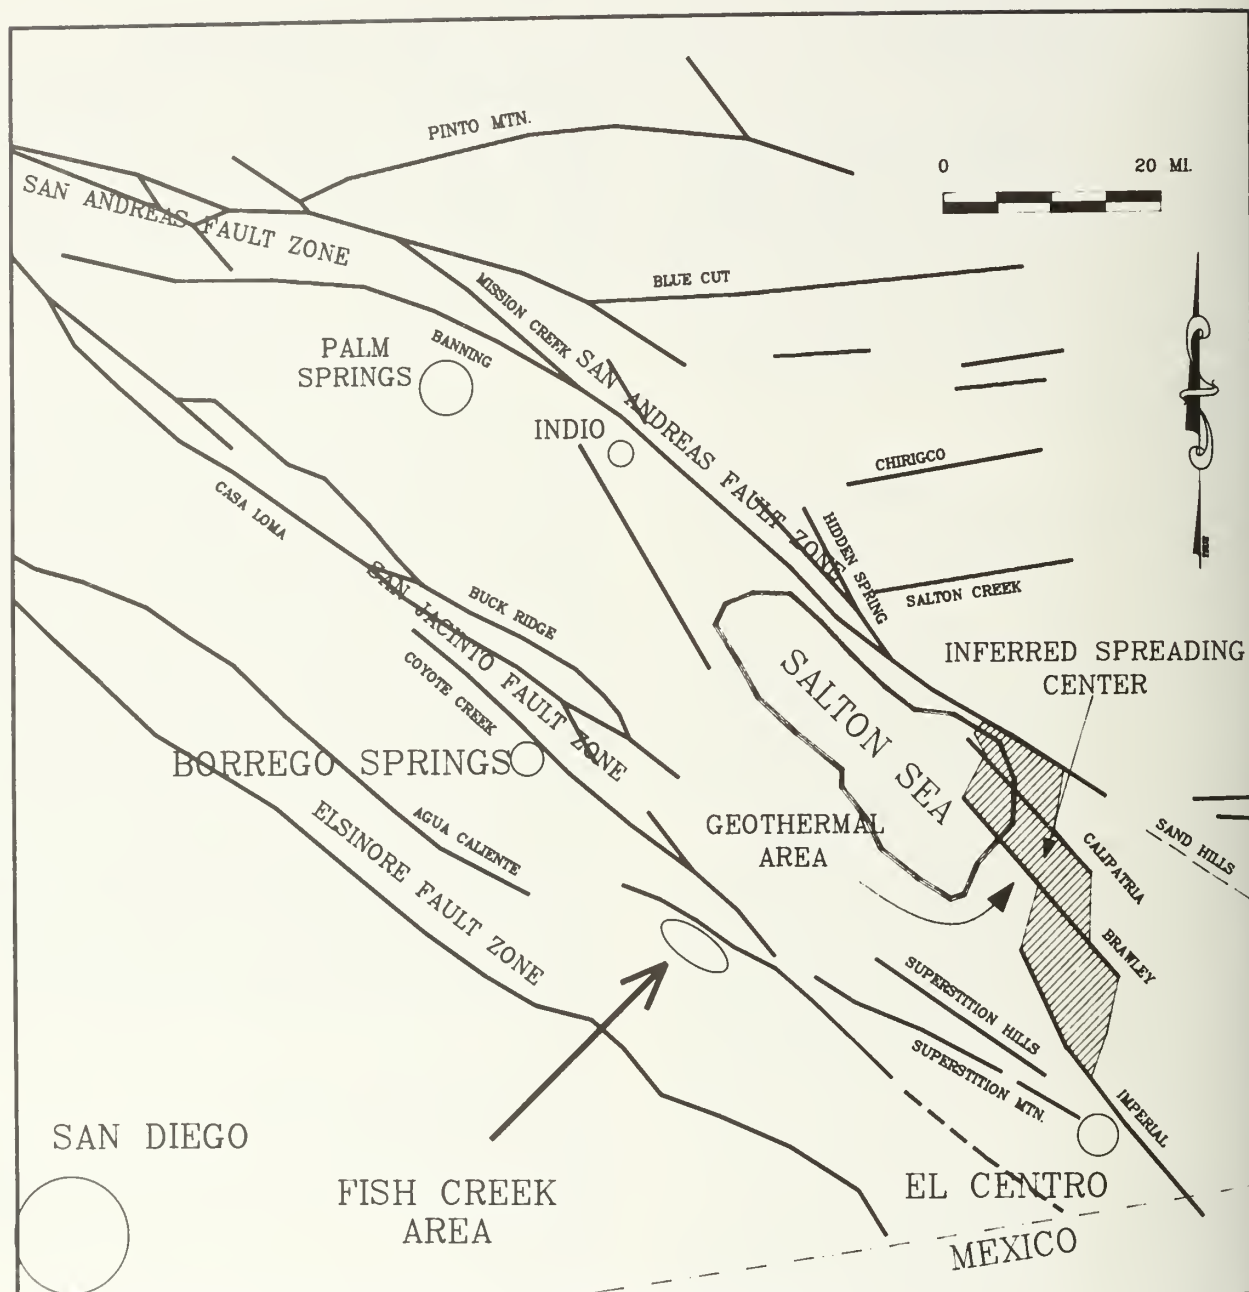 PINTO MTN.
0 20 MI.
SAN ANDREAS FAULT ZONE
BLUE CUT
MISSION CREEK
BANNING
PALM
SPRINGS
SAN ANDREAS FAULT ZONE
INDIO
CHIRIGCO
CASA LOMA
HIDDEN SPRING
SALTON CREEK
SAN JACINTO FAULT ZONE
BUCK RIDGE
COYOTE CREEK
INFERRED SPREADING
CENTER
SALTON SEA
BORREGO SPRINGS
ELSINORE FAULT ZONE
AGUA CALIENTE
GEOTHERMAL
AREA
SAND HILLS
CALIPATRIA
BRAWLEY
SUPERSTITION HILLS
SUPERSTITION MTN.
IMPERIAL
SAN DIEGO
FISH CREEK
AREA
EL CENTRO
MEXICO